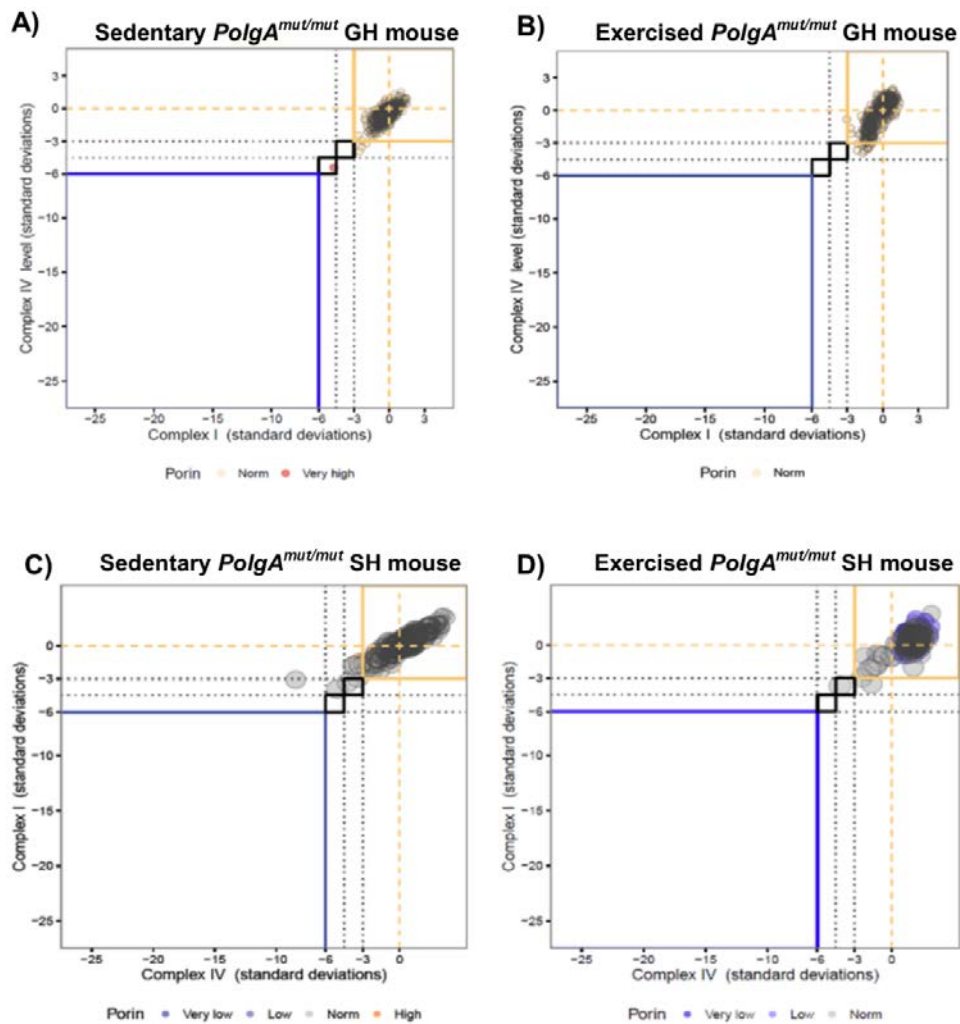 A) Sedentary PolgA^mut/mut GH mouse
Complex IV level (standard deviations)
3
0
−3
−6
−10
−15
−20
−25
−25 −20 −15 −10 −6 −3 0 3
Complex I (standard deviations)
Porin Norm Very high
B) Exercised PolgA^mut/mut GH mouse
Complex IV level (standard deviations)
3
0
−3
−6
−10
−15
−20
−25
−25 −20 −15 −10 −6 −3 0 3
Complex I (standard deviations)
Porin Norm
C) Sedentary PolgA^mut/mut SH mouse
Complex I (standard deviations)
0
−3
−6
−10
−15
−20
−25
−25 −20 −15 −10 −6 −3 0
Complex IV (standard deviations)
Porin Very low Low Norm High
D) Exercised PolgA^mut/mut SH mouse
Complex I (standard deviations)
0
−3
−6
−10
−15
−20
−25
−25 −20 −15 −10 −6 −3 0
Complex IV (standard deviations)
Porin Very low Low Norm